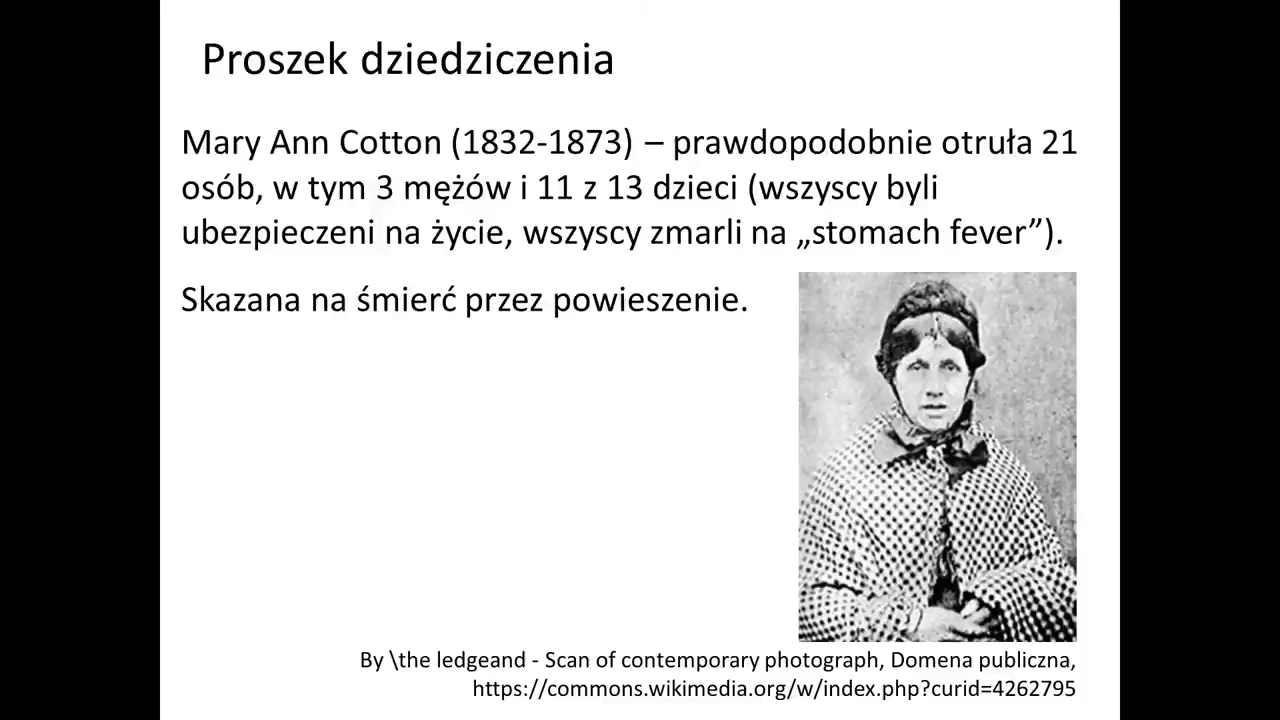 Proszek dziedziczenia
Mary Ann Cotton (1832-1873) – prawdopodobnie otruła 21
osób, w tym 3 mężów i 11 z 13 dzieci (wszyscy byli
ubezpieczeni na życie, wszyscy zmarli na „stomach fever”).
Skazana na śmierć przez powieszenie.
By \the ledgeand - Scan of contemporary photograph, Domena publiczna,
https://commons.wikimedia.org/w/index.php?curid=4262795